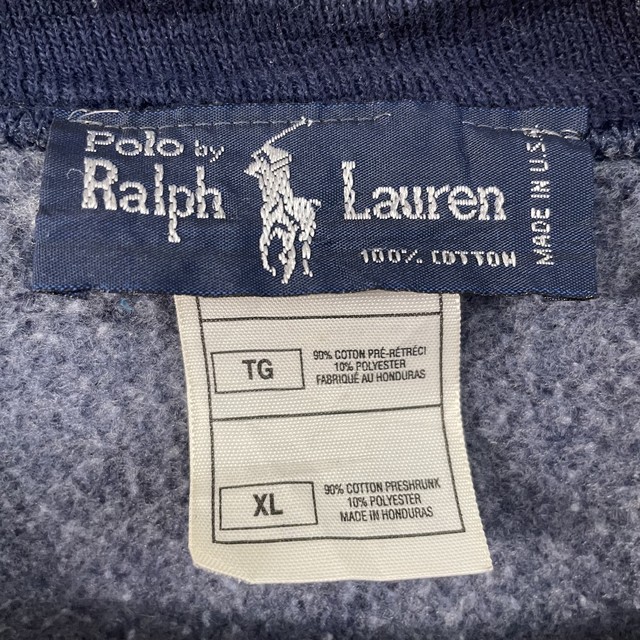 Polo by
Ralph Lauren
100% COTTON
MADE IN U.S.A.
TG
90% COTON PRÉ-RÉTRÉCI
10% POLYESTER
FABRIQUÉ AU HONDURAS
XL
90% COTTON PRESHRUNK
10% POLYESTER
MADE IN HONDURAS